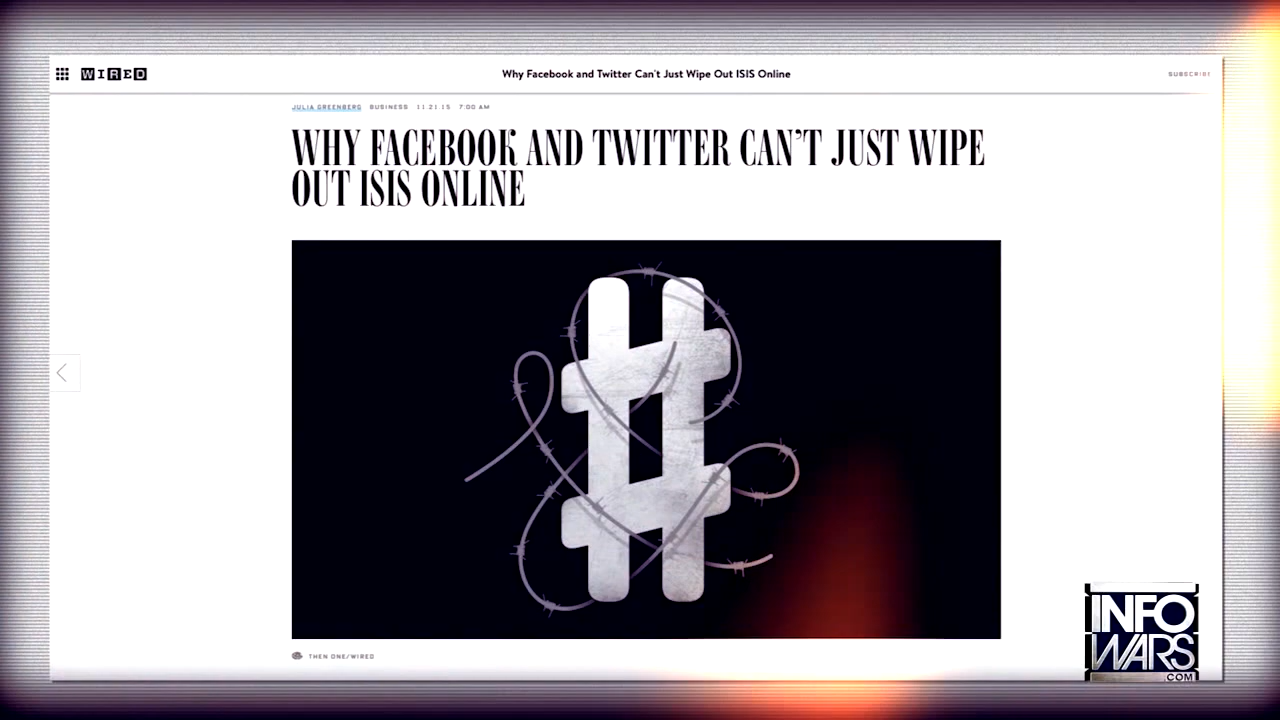 WIRED
Why Facebook and Twitter Can't Just Wipe Out ISIS Online
SUBSCRIBE
JULIA GREENBERG BUSINESS 11.21.15 7:00 AM
WHY FACEBOOK AND TWITTER CAN'T JUST WIPE
OUT ISIS ONLINE
#
THEN ONE/WIRED
INFO
WARS
.COM